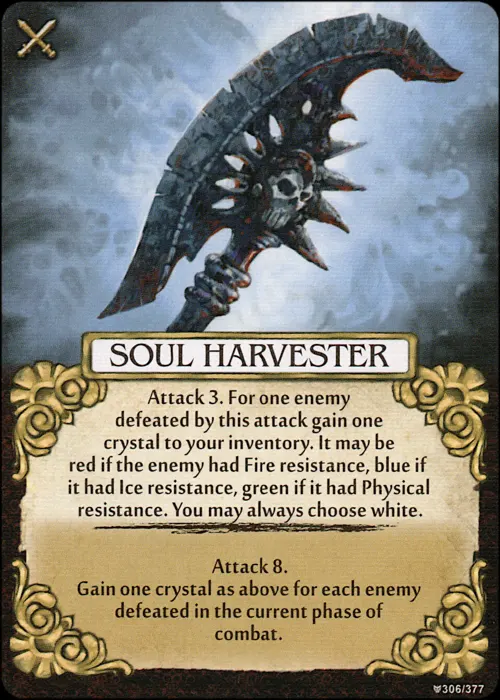 SOUL HARVESTER
Attack 3. For one enemy
defeated by this attack gain one
crystal to your inventory. It may be
red if the enemy had Fire resistance, blue if
it had Ice resistance, green if it had Physical
resistance. You may always choose white.
Attack 8.
Gain one crystal as above for each enemy
defeated in the current phase of
combat.
306/377